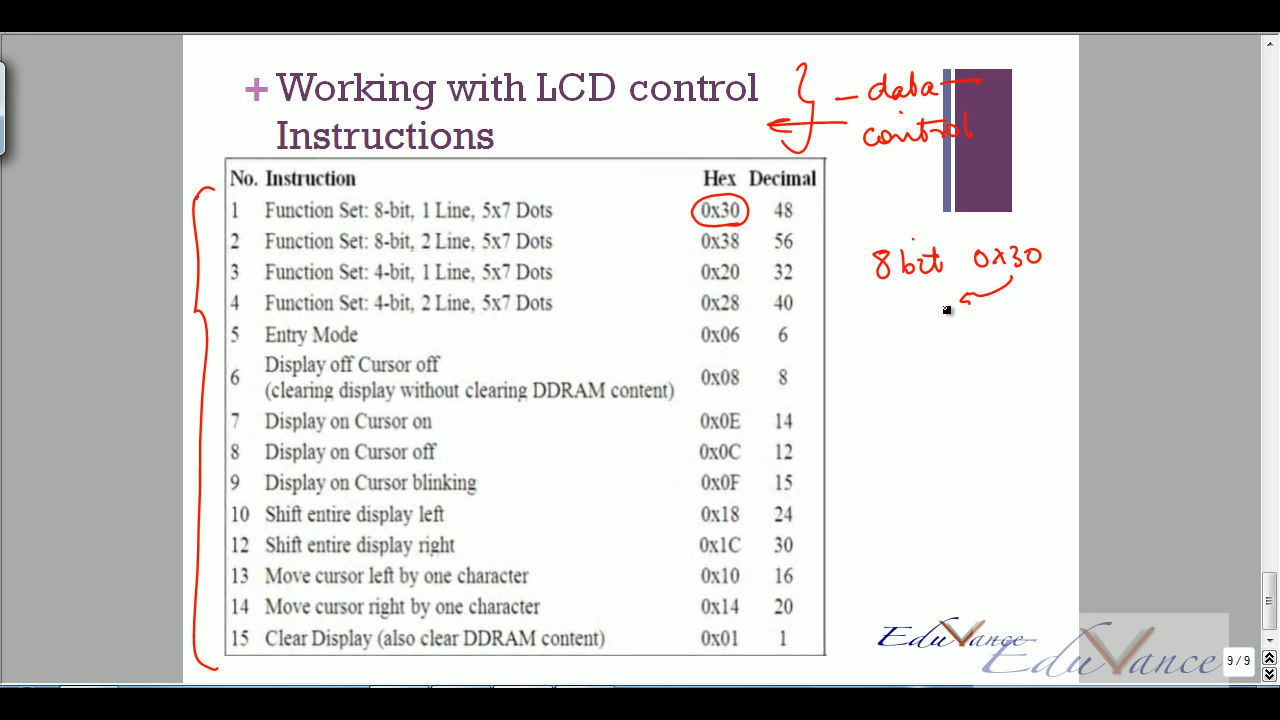 + Working with LCD control
Instructions
data
control
No. Instruction Hex Decimal
1 Function Set: 8-bit, 1 Line, 5x7 Dots 0x30 48
2 Function Set: 8-bit, 2 Line, 5x7 Dots 0x38 56
3 Function Set: 4-bit, 1 Line, 5x7 Dots 0x20 32
4 Function Set: 4-bit, 2 Line, 5x7 Dots 0x28 40
5 Entry Mode 0x06 6
6 Display off Cursor off
(clearing display without clearing DDRAM content) 0x08 8
7 Display on Cursor on 0x0E 14
8 Display on Cursor off 0x0C 12
9 Display on Cursor blinking 0x0F 15
10 Shift entire display left 0x18 24
12 Shift entire display right 0x1C 30
13 Move cursor left by one character 0x10 16
14 Move cursor right by one character 0x14 20
15 Clear Display (also clear DDRAM content) 0x01 1
8 bit 0x30
EduVance
EduVance
9/9